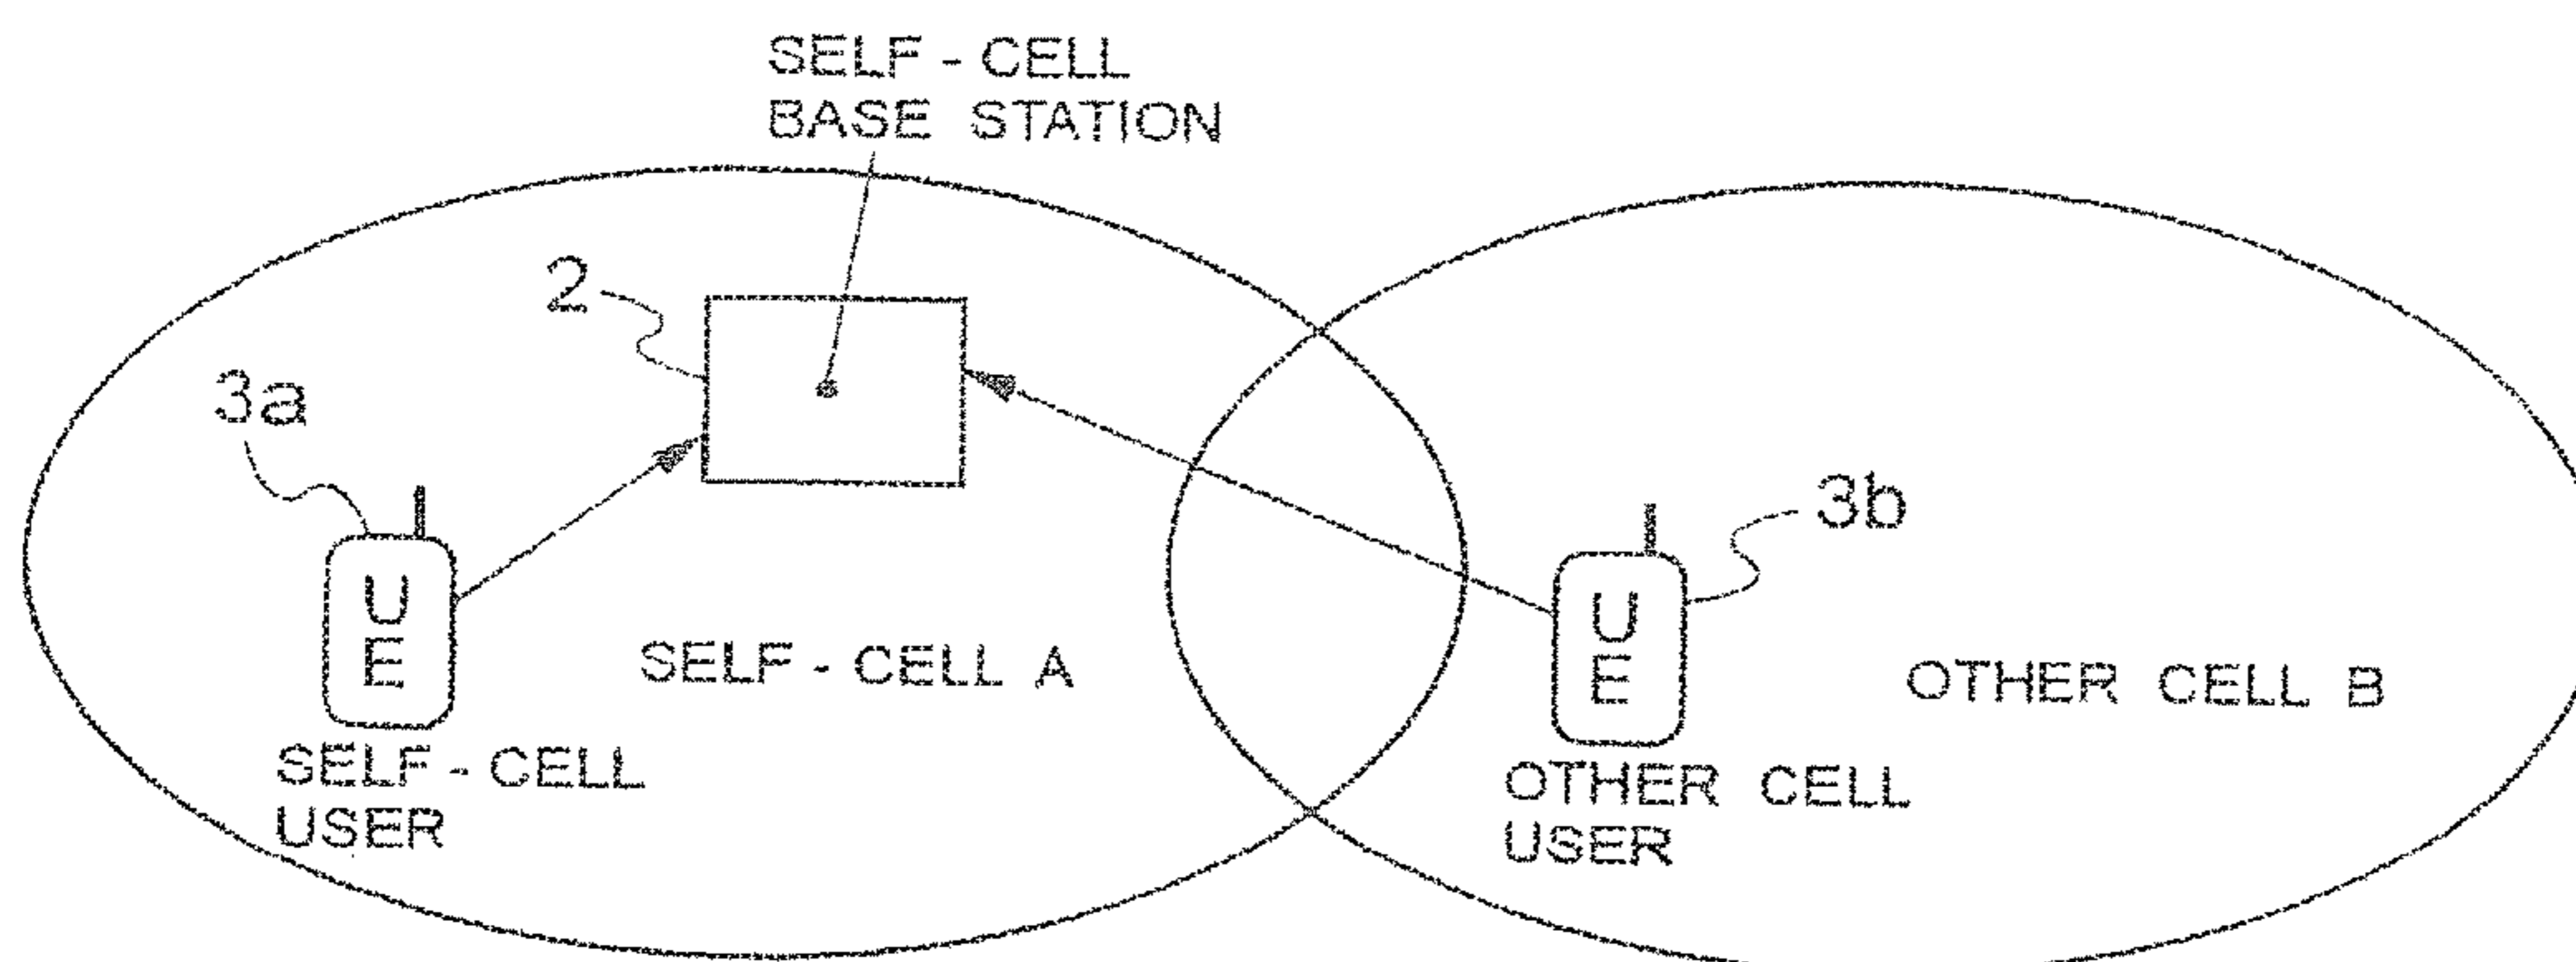 SELF - CELL
BASE STATION
2
3a
3b
U
E
U
E
SELF - CELL A
OTHER CELL B
SELF - CELL
USER
OTHER CELL
USER